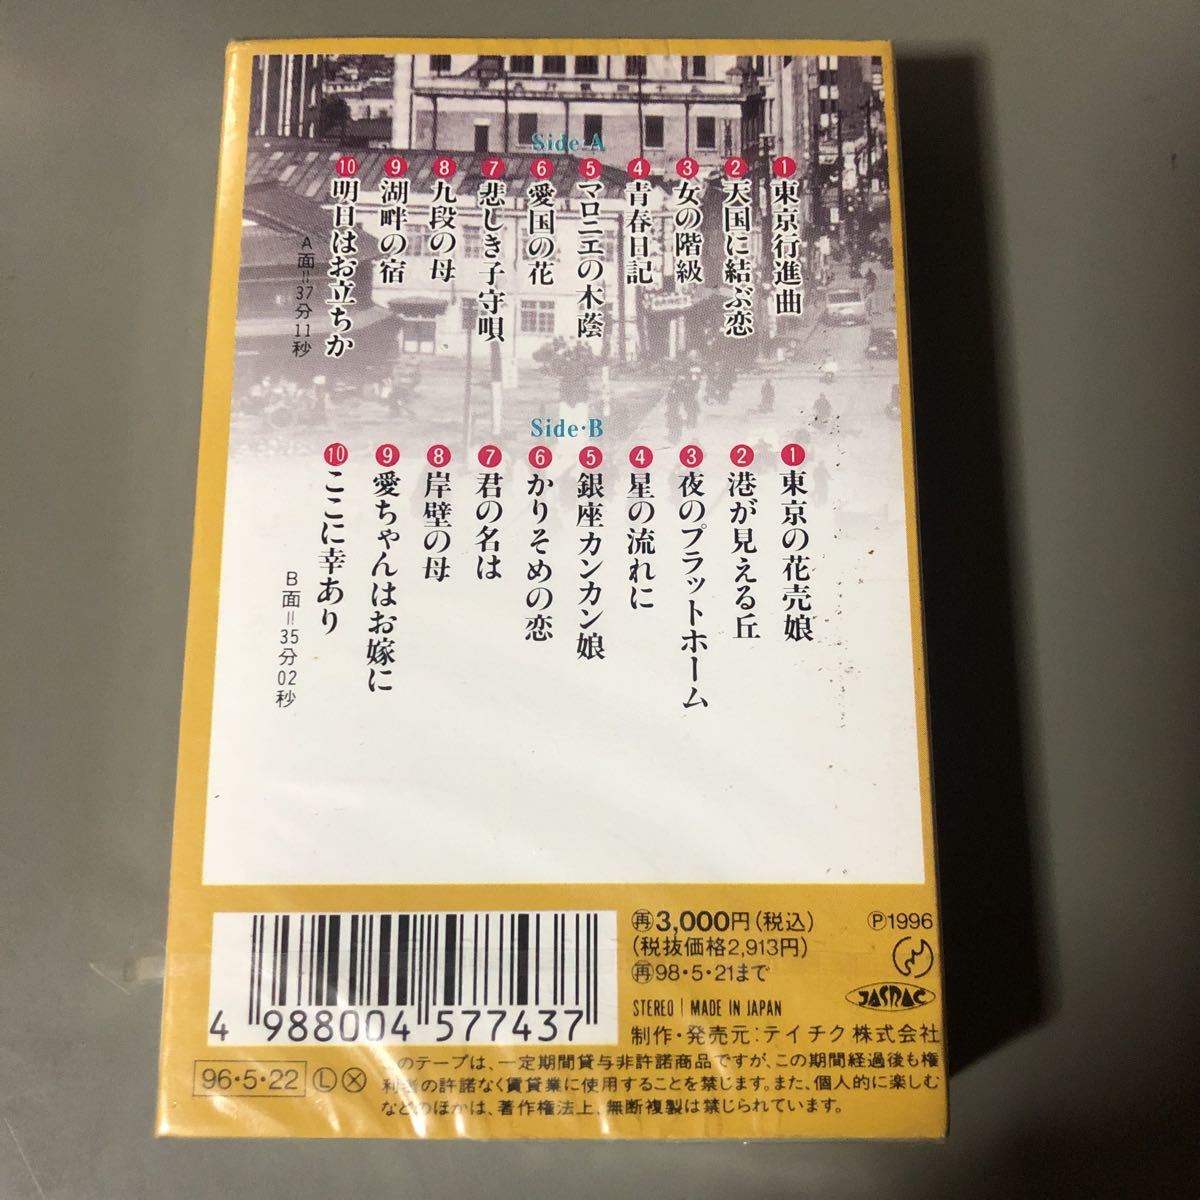 Side・A
1 東京行進曲
2 天国に結ぶ恋
3 女の階級
4 青春日記
5 マロニエの木蔭
6 愛国の花
7 悲しき子守唄
8 九段の母
9 湖畔の宿
10 明日はお立ちか
A面=37分11秒
Side・B
1 東京の花売娘
2 港が見える丘
3 夜のプラットホーム
4 星の流れに
5 銀座カンカン娘
6 かりそめの恋
7 君の名は
8 岸壁の母
9 愛ちゃんはお嫁に
10 ここに幸あり
B面=35分02秒
4 988004 577437
再3,000円(税込)
(税抜価格2,913円)
再98・5・21まで
Ⓟ1996
JASRAC
STEREO | MADE IN JAPAN
制作・発売元:テイチク株式会社
96・5・22 Ⓛ Ⓧ
このテープは、一定期間貸与非許諾商品ですが、この期間経過後も権
利者の許諾なく賃貸業に使用することを禁じます。また、個人的に楽しむ
などのほかは、著作権法上、無断複製は禁じられています。